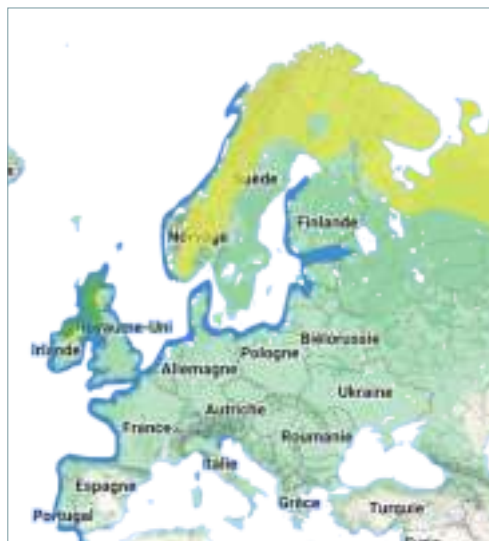 Suède
Finlande
Norvège
Royaume-Uni
Irlande
Biélorussie
Pologne
Allemagne
Ukraine
Autriche
France
Roumanie
Italie
Espagne
Grèce
Turquie
Portugal